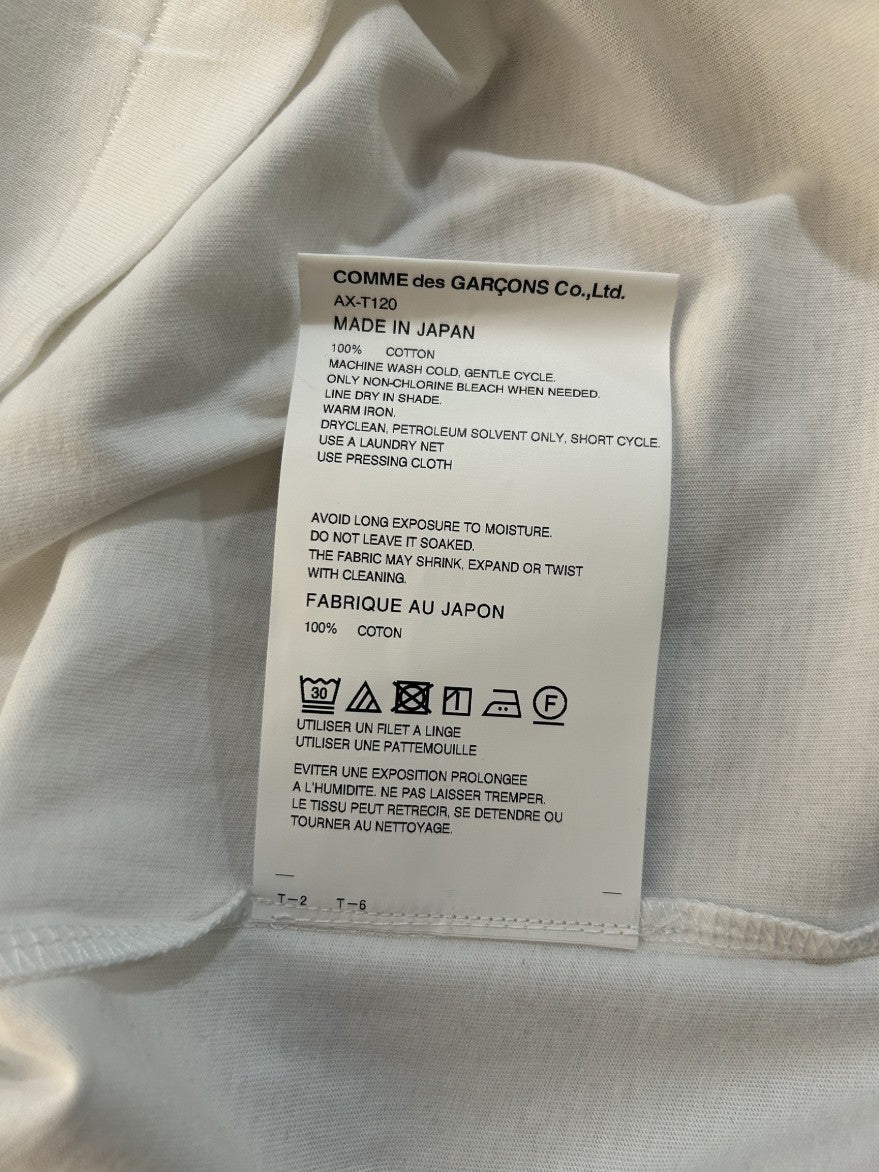 COMME des GARÇONS Co.,Ltd.
AX-T120
MADE IN JAPAN
100% COTTON
MACHINE WASH COLD, GENTLE CYCLE.
ONLY NON-CHLORINE BLEACH WHEN NEEDED.
LINE DRY IN SHADE.
WARM IRON.
DRYCLEAN, PETROLEUM SOLVENT ONLY, SHORT CYCLE.
USE A LAUNDRY NET
USE PRESSING CLOTH
AVOID LONG EXPOSURE TO MOISTURE.
DO NOT LEAVE IT SOAKED.
THE FABRIC MAY SHRINK, EXPAND OR TWIST
WITH CLEANING.
FABRIQUE AU JAPON
100% COTON
30 F
UTILISER UN FILET A LINGE
UTILISER UNE PATTEMOUILLE
EVITER UNE EXPOSITION PROLONGEE
A L'HUMIDITE. NE PAS LAISSER TREMPER.
LE TISSU PEUT RETRECIR, SE DETENDRE OU
TOURNER AU NETTOYAGE.
T-2 T-6